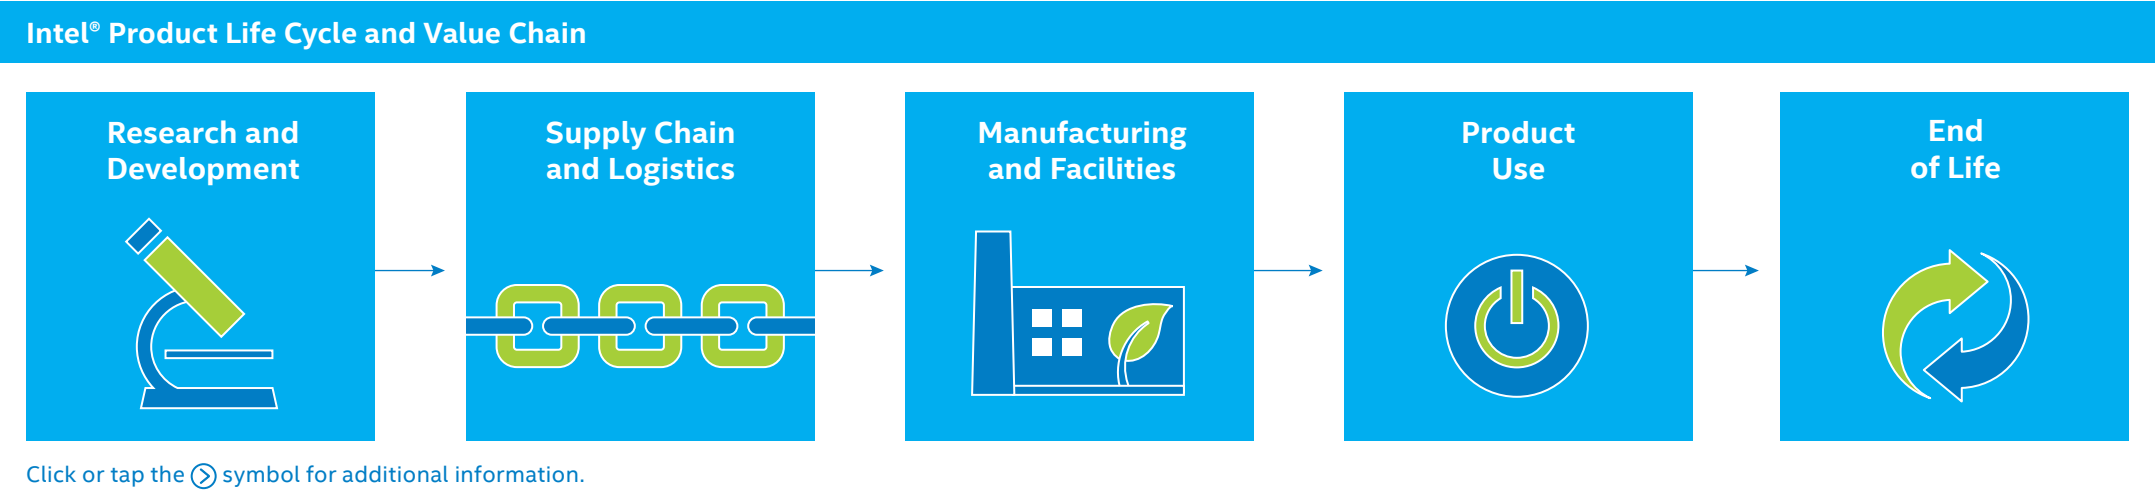 Intel® Product Life Cycle and Value Chain
Research and
Development
Supply Chain
and Logistics
Manufacturing
and Facilities
Product
Use
End
of Life
Click or tap the symbol for additional information.